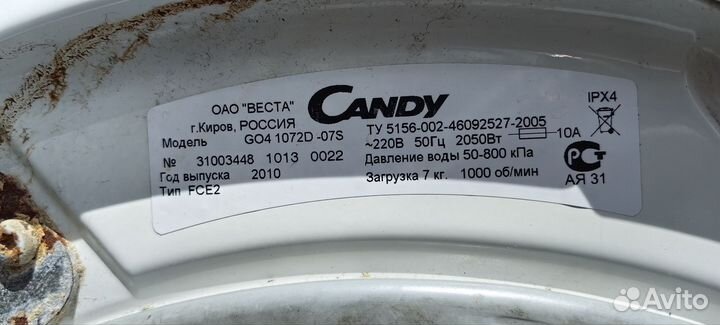 ОАО "ВЕСТА"
г.Киров, РОССИЯ
CANDY
IPX4
Модель GO4 1072D -07S
ТУ 5156-002-46092527-2005
№ 31003448 1013 0022
~220В 50Гц 2050Вт 10А
Год выпуска 2010
Давление воды 50-800 кПа
Тип FCE2
Загрузка 7 кг. 1000 об/мин
РСТ
АЯ 31
Avito